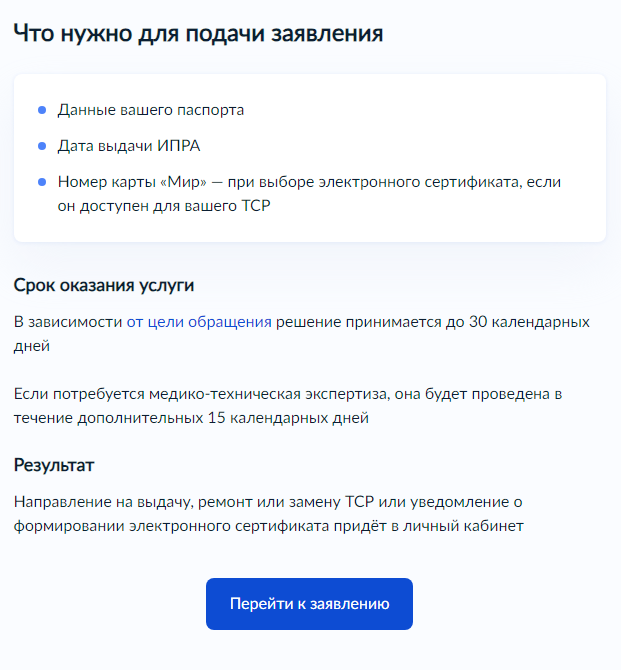 Что нужно для подачи заявления
Данные вашего паспорта
Дата выдачи ИПРА
Номер карты «Мир» — при выборе электронного сертификата, если
он доступен для вашего ТСР
Срок оказания услуги
В зависимости от цели обращения решение принимается до 30 календарных
дней
Если потребуется медико-техническая экспертиза, она будет проведена в
течение дополнительных 15 календарных дней
Результат
Направление на выдачу, ремонт или замену ТСР или уведомление о
формировании электронного сертификата придёт в личный кабинет
Перейти к заявлению